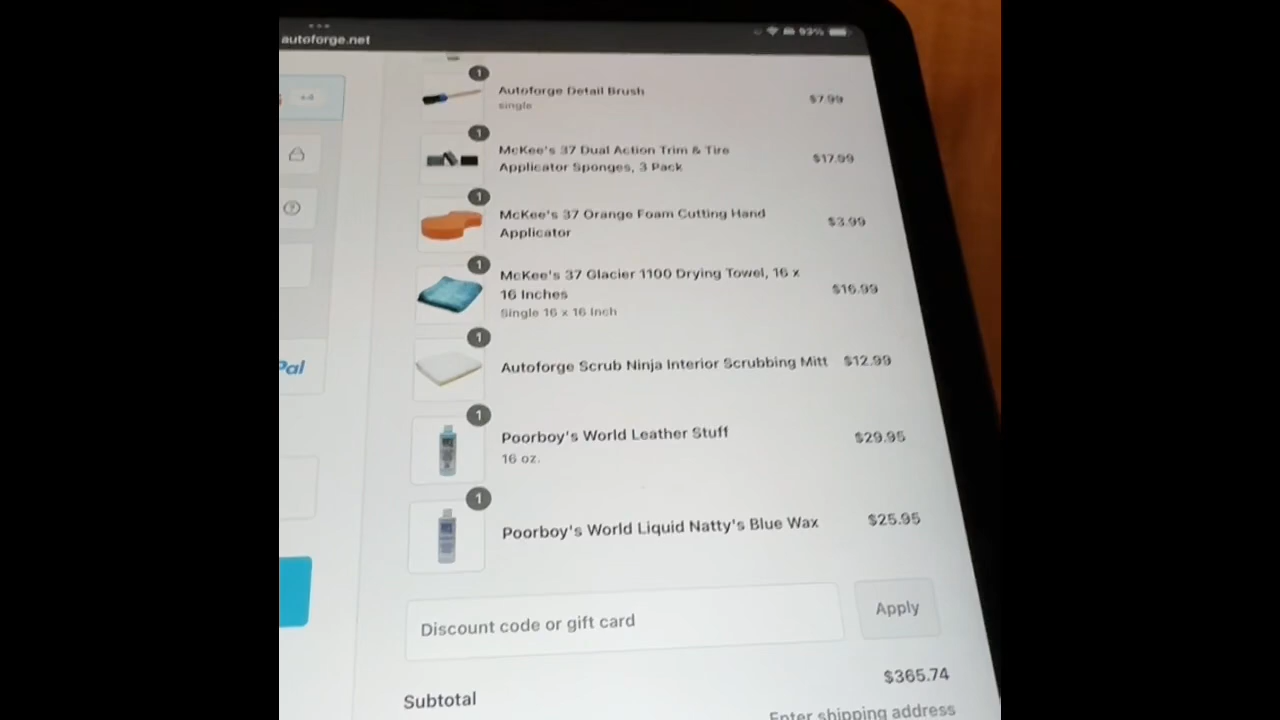 autoforge.net
93%
+4
1
Autoforge Detail Brush
single
$7.99
1
McKee's 37 Dual Action Trim & Tire
Applicator Sponges, 3 Pack
$17.99
1
McKee's 37 Orange Foam Cutting Hand
Applicator
$3.99
1
McKee's 37 Glacier 1100 Drying Towel, 16 x
16 Inches
Single 16 x 16 Inch
$16.99
1
Autoforge Scrub Ninja Interior Scrubbing Mitt
$12.99
Pal
1
Poorboy's World Leather Stuff
16 oz.
$29.95
1
Poorboy's World Liquid Natty's Blue Wax
$25.95
Discount code or gift card
Apply
Subtotal
$365.74
Enter shipping address